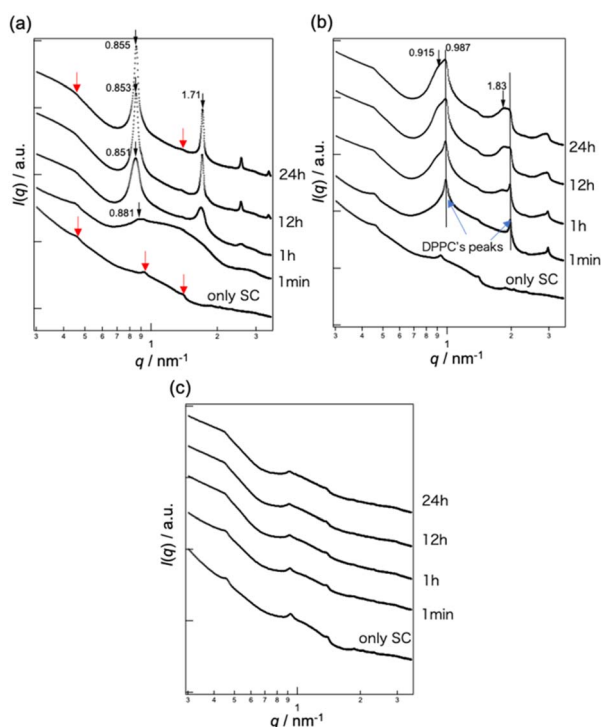 (a)
0.855
0.853
0.851
0.881
1.71
24h
12h
1h
1min
only SC
I(q) / a.u.
3 4 5 6 7 8 9 1 2 3
q / nm⁻¹
(b)
0.915
0.987
1.83
24h
12h
1h
1min
DPPC's peaks
only SC
I(q) / a.u.
3 4 5 6 7 8 9 1 2 3
q / nm⁻¹
(c)
24h
12h
1h
1min
only SC
I(q) / a.u.
3 4 5 6 7 8 9 1 2 3
q / nm⁻¹